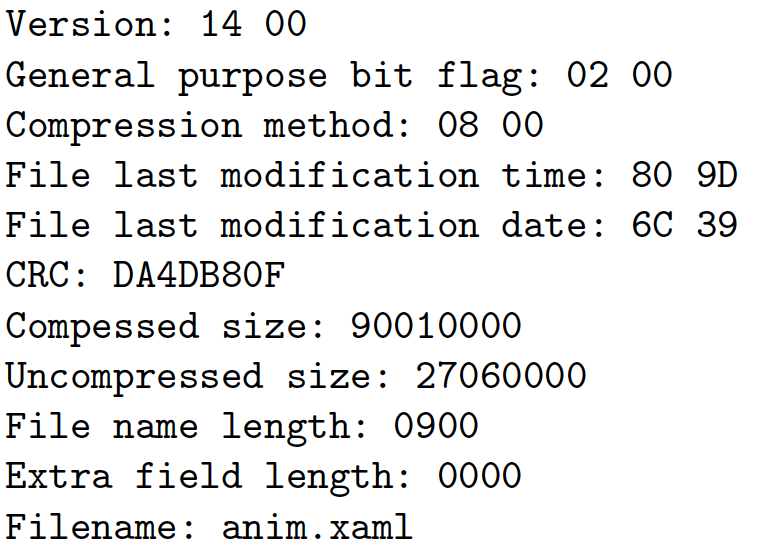 Version: 14 00
General purpose bit flag: 02 00
Compression method: 08 00
File last modification time: 80 9D
File last modification date: 6C 39
CRC: DA4DB80F
Compessed size: 90010000
Uncompressed size: 27060000
File name length: 0900
Extra field length: 0000
Filename: anim.xaml